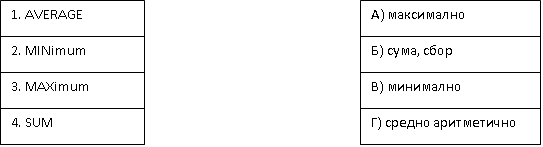 1. AVERAGE
А) максимално
2. MINimum
Б) сума, сбор
3. MAXimum
В) минимално
4. SUM
Г) средно аритметично